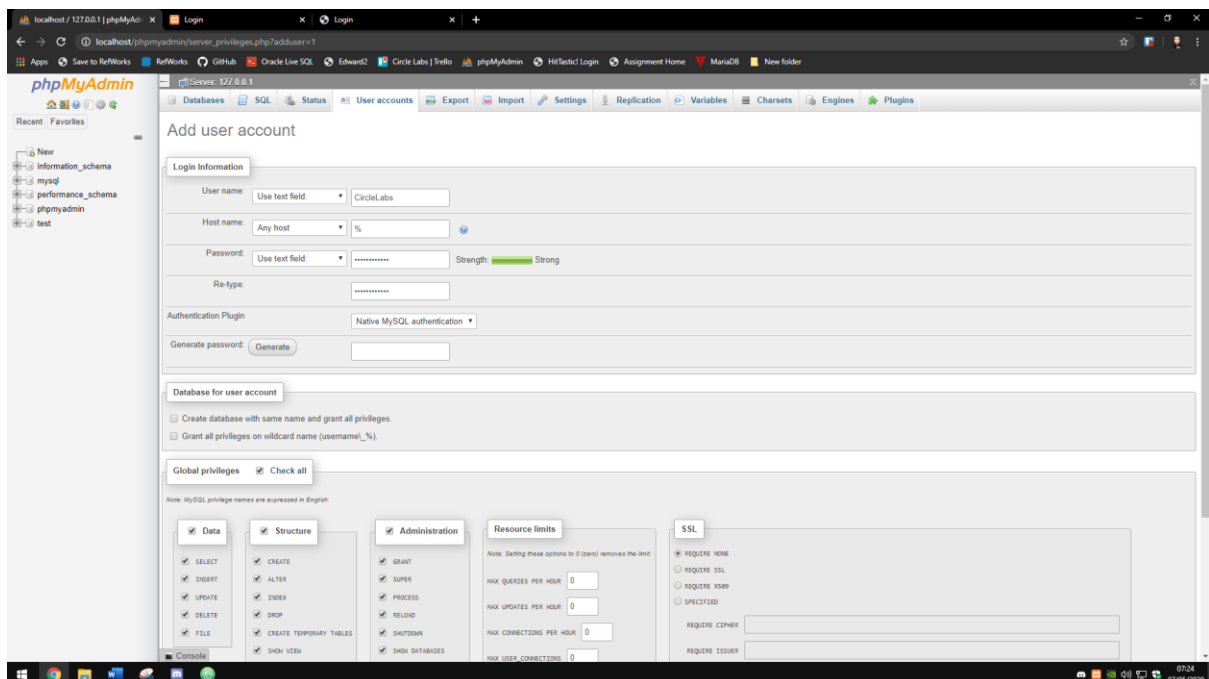 localhost / 127.0.0.1 | phpMyAdm
Login
Login
localhost/phpmyadmin/server_privileges.php?adduser=1
Apps Save to RefWorks RefWorks GitHub Oracle Live SQL Edward2 Circle Labs | Trello phpMyAdmin HitTastic! Login Assignment Home MariaDB New folder
phpMyAdmin
Recent Favorites
New
information_schema
mysql
performance_schema
phpmyadmin
test
Server: 127.0.0.1
Databases SQL Status User accounts Export Import Settings Replication Variables Charsets Engines Plugins
Add user account
Login Information
User name: Use text field: CircleLabs
Host name: Any host %
Password: Use text field: Strength: Strong
Re-type:
Authentication Plugin
Native MySQL authentication
Generate password: Generate
Database for user account
Create database with same name and grant all privileges.
Grant all privileges on wildcard name (username\_%).
Global privileges Check all
Note: MySQL privilege names are expressed in English.
Data
SELECT
INSERT
UPDATE
DELETE
FILE
Structure
CREATE
ALTER
INDEX
DROP
CREATE TEMPORARY TABLES
SHOW VIEW
Administration
GRANT
SUPER
PROCESS
RELOAD
SHUTDOWN
SHOW DATABASES
Resource limits
Note: Setting these options to 0 (zero) removes the limit.
MAX QUERIES PER HOUR 0
MAX UPDATES PER HOUR 0
MAX CONNECTIONS PER HOUR 0
MAX USER_CONNECTIONS 0
SSL
REQUIRE NONE
REQUIRE SSL
REQUIRE X509
SPECIFIED
REQUIRE CIPHER
REQUIRE ISSUER
Console
07:24